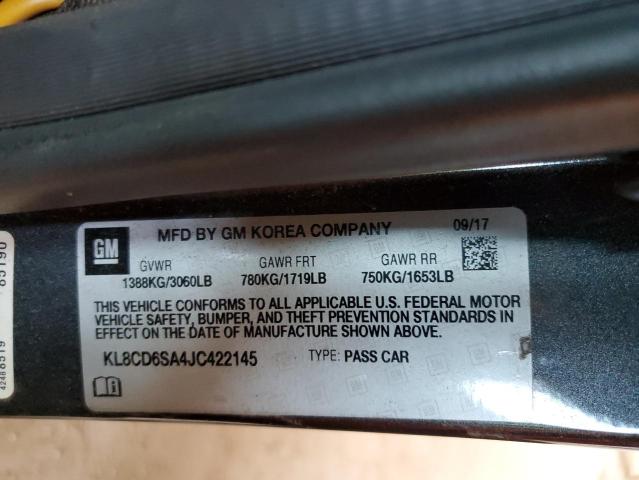 GM
MFD BY GM KOREA COMPANY
09/17
GVWR GAWR FRT GAWR RR
1388KG/3060LB 780KG/1719LB 750KG/1653LB
THIS VEHICLE CONFORMS TO ALL APPLICABLE U.S. FEDERAL MOTOR
VEHICLE SAFETY, BUMPER, AND THEFT PREVENTION STANDARDS IN
EFFECT ON THE DATE OF MANUFACTURE SHOWN ABOVE.
KL8CD6SA4JC422145 TYPE: PASS CAR
42488519
85190